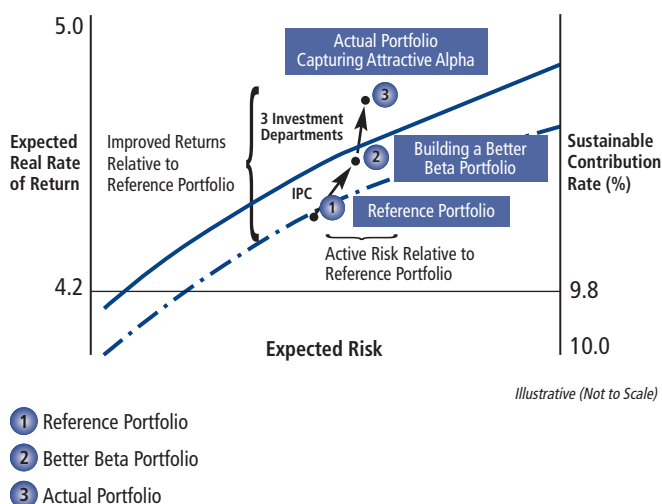 5.0
Actual Portfolio
Capturing Attractive Alpha
3
3 Investment
Departments
Expected
Real Rate
of Return
Improved Returns
Relative to
Reference Portfolio
Building a Better
Beta Portfolio
2
Sustainable
Contribution
Rate (%)
IPC
1
Reference Portfolio
Active Risk Relative to
Reference Portfolio
4.2
9.8
Expected Risk
10.0
Illustrative (Not to Scale)
1 Reference Portfolio
2 Better Beta Portfolio
3 Actual Portfolio